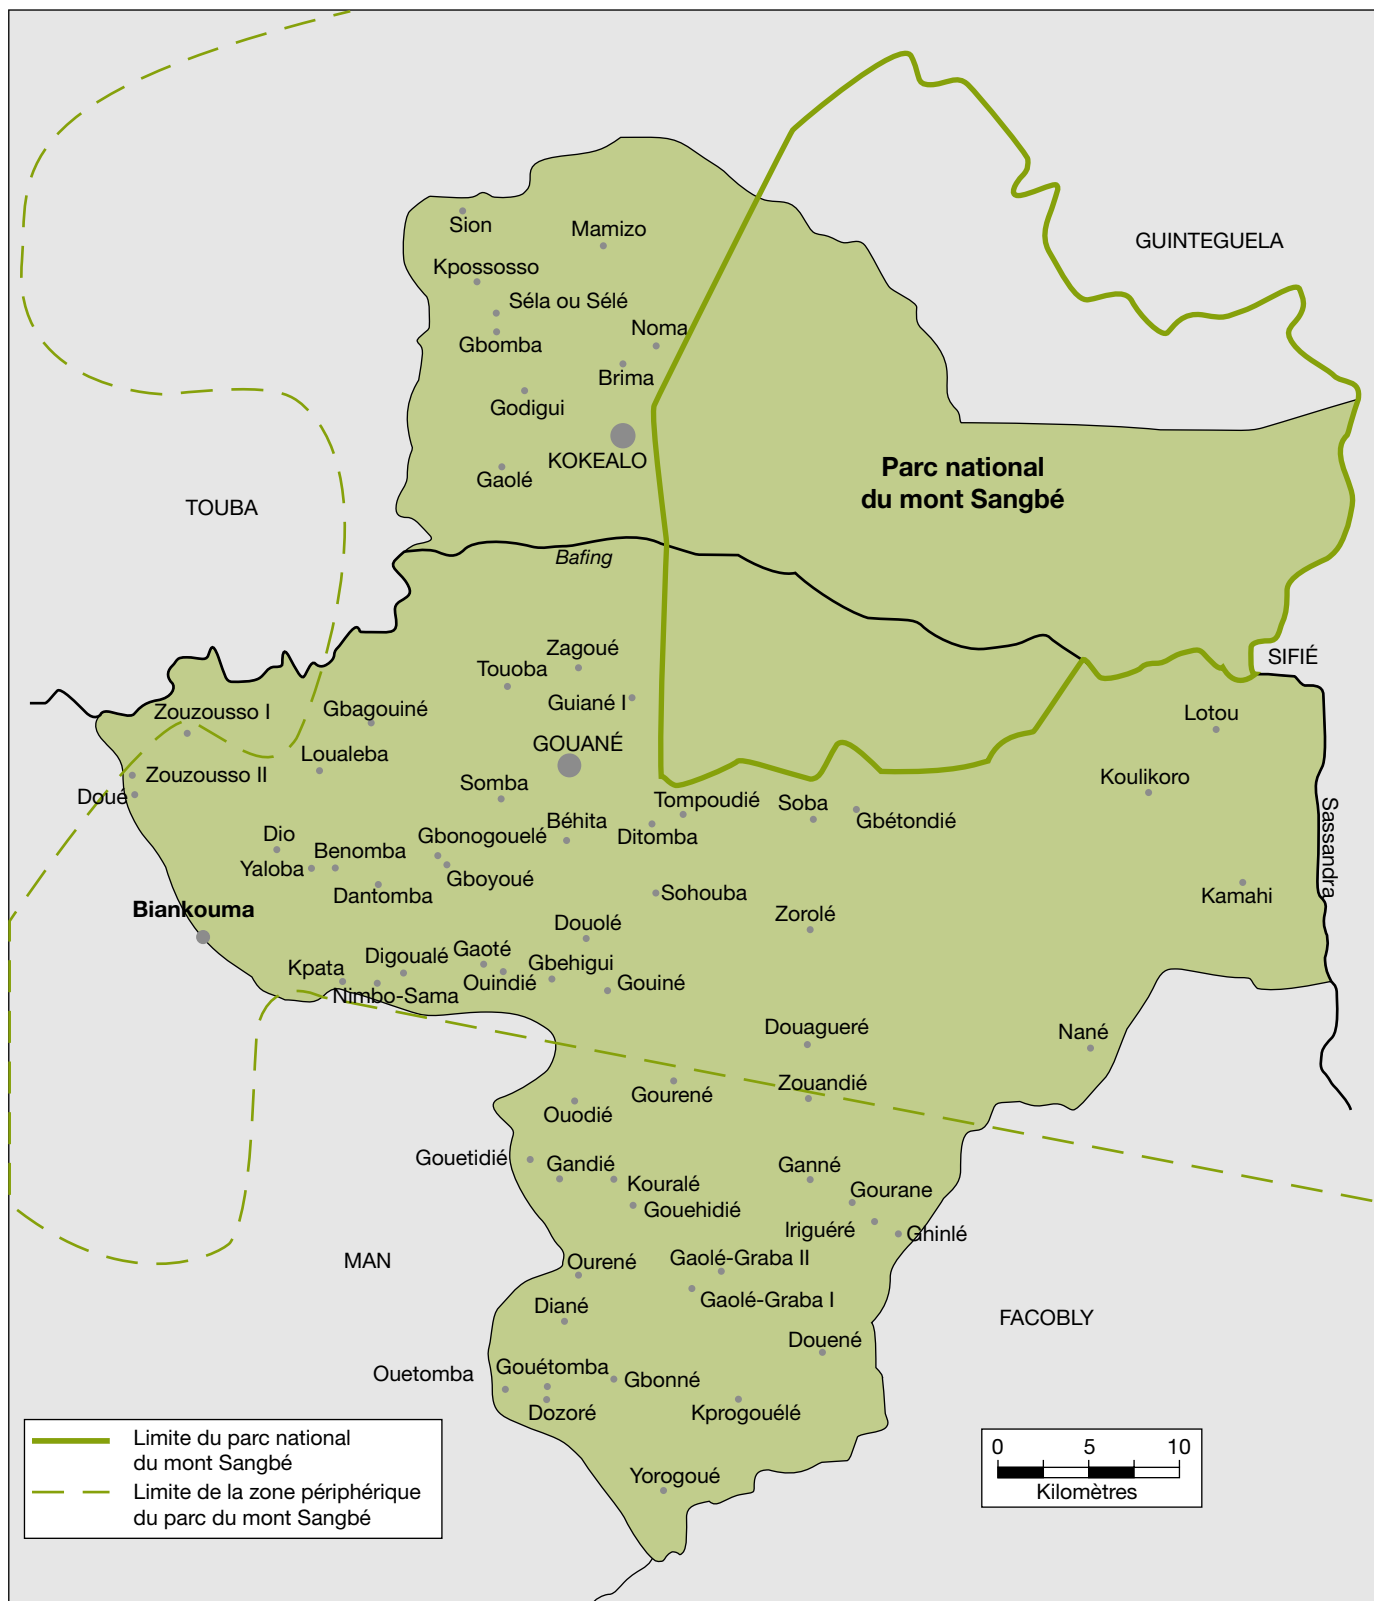 Sion
Mamizo
GUINTEGUELA
Kpossosso
Séla ou Sélé
Noma
Gbomba
Brima
Godigui
KOKEALO
Parc national
du mont Sangbé
Gaolé
TOUBA
Bafing
Zagoué
SIFIÉ
Touoba
Guiané I
Zouzousso I
Gbagouiné
Lotou
GOUANÉ
Loualeba
Zouzousso II
Koulikoro
Doué
Somba
Tompoudié
Soba
Gbétondié
Sassandra
Béhita
Ditomba
Dio
Gbonogouelé
Benomba
Yaloba
Gboyoué
Dantomba
Sohouba
Kamahi
Biankouma
Zorolé
Douolé
Gaoté
Digoualé
Gbehigui
Kpata
Ouindié
Gouiné
Nimbo-Sama
Douagueré
Nané
Zouandié
Gourené
Ouodié
Gouetidié
Gandié
Ganné
Kouralé
Gourane
Gouehidié
Iriguéré
Ghinlé
MAN
Ourené
Gaolé-Graba II
Gaolé-Graba I
Diané
FACOBLY
Douené
Ouetomba
Gouétomba
Gbonné
Dozoré
Kprogouélé
Yorogoué
Limite du parc national
du mont Sangbé
Limite de la zone périphérique
du parc du mont Sangbé
0 5 10
Kilomètres